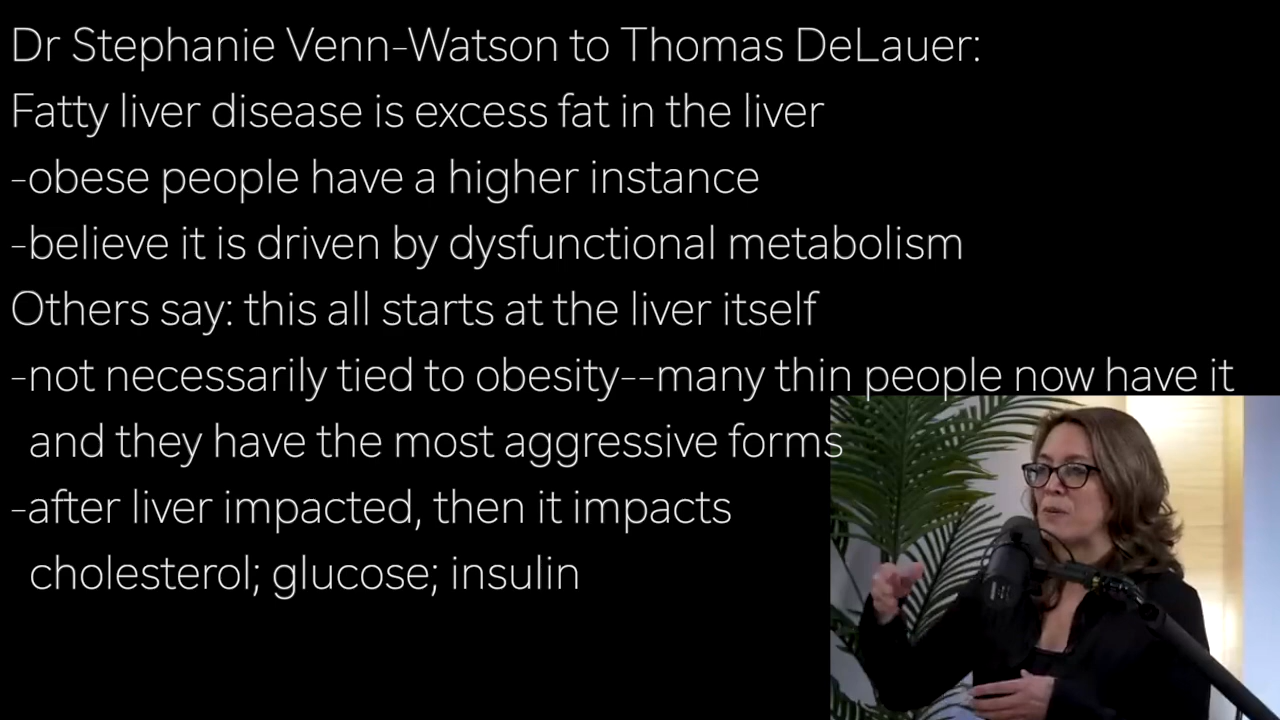 Dr Stephanie Venn-Watson to Thomas DeLauer:
Fatty liver disease is excess fat in the liver
-obese people have a higher instance
-believe it is driven by dysfunctional metabolism
Others say: this all starts at the liver itself
-not necessarily tied to obesity--many thin people now have it
and they have the most aggressive forms
-after liver impacted, then it impacts
cholesterol; glucose; insulin